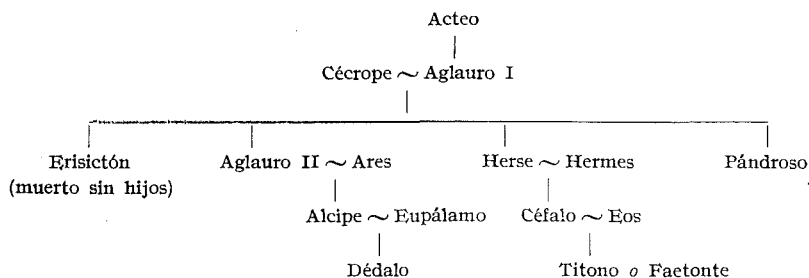 Acteo
Cécrope ~ Aglauro I
Erisictón Aglauro II ~ Ares Herse ~ Hermes Pándroso
(muerto sin hijos)
Alcipe ~ Eupálamo Céfalo ~ Eos
Dédalo Titono o Faetonte